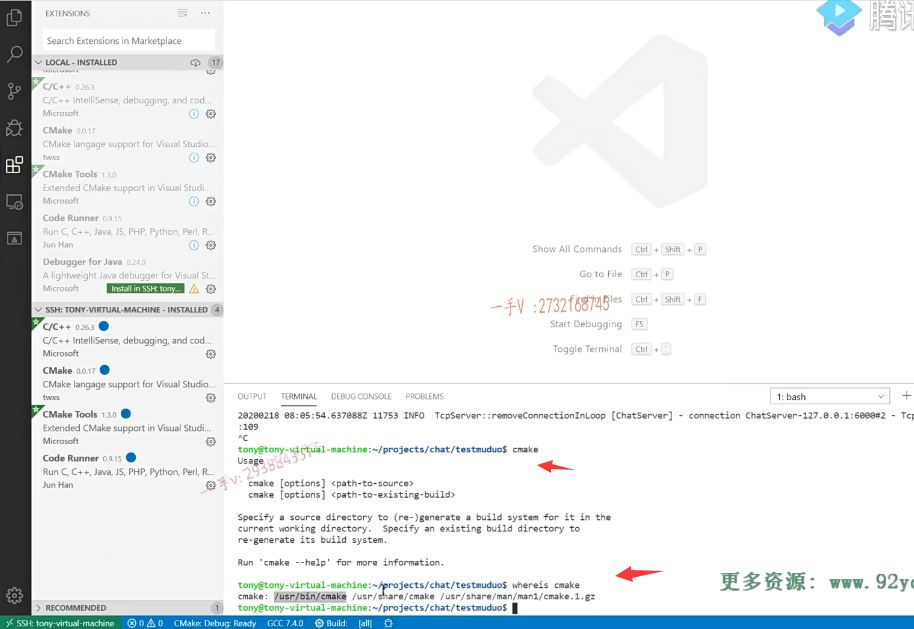 EXTENSIONS
Search Extensions in Marketplace
LOCAL - INSTALLED 17
Microsoft
C/C++ 0.26.3
C/C++ IntelliSense, debugging, and cod...
Microsoft
CMake 0.0.17
CMake langage support for Visual Studio...
twxs
CMake Tools 1.3.0
Extended CMake support in Visual Studi...
Microsoft
Code Runner 0.9.15
Run C, C++, Java, JS, PHP, Python, Perl, R...
Jun Han
Debugger for Java 0.24.0
A lightweight Java debugger for Visual St...
Microsoft Install in SSH: tony...
SSH: TONY-VIRTUAL-MACHINE - INSTALLED 4
C/C++ 0.26.3
C/C++ IntelliSense, debugging, and cod...
Microsoft
CMake 0.0.17
CMake langage support for Visual Studio...
twxs
CMake Tools 1.3.0
Extended CMake support in Visual Studi...
Microsoft
Code Runner 0.9.15
Run C, C++, Java, JS, PHP, Python, Perl, R...
Jun Han
RECOMMENDED 1
腾讯
Show All Commands Ctrl + Shift + P
Go to File Ctrl + P
Find in Files Ctrl + Shift + F
一手V :2732168745
Start Debugging F5
Toggle Terminal Ctrl + `
OUTPUT TERMINAL DEBUG CONSOLE PROBLEMS 1: bash
20200218 08:05:54.637088Z 11753 INFO TcpServer::removeConnectionInLoop [ChatServer] - connection ChatServer-127.0.0.1:6000#2 - Tcp
:109
^C
tony@tony-virtual-machine:~/projects/chat/testmuduo$ cmake
Usage
cmake [options] <path-to-source>
cmake [options] <path-to-existing-build>
Specify a source directory to (re-)generate a build system for it in the
current working directory. Specify an existing build directory to
re-generate its build system.
Run 'cmake --help' for more information.
tony@tony-virtual-machine:~/projects/chat/testmuduo$ whereis cmake
cmake: /usr/bin/cmake /usr/share/cmake /usr/share/man/man1/cmake.1.gz
tony@tony-virtual-machine:~/projects/chat/testmuduo$
更多资源: www.92yc
SSH: tony-virtual-machine 0 0 CMake: Debug: Ready GCC 7.4.0 Build: [all]